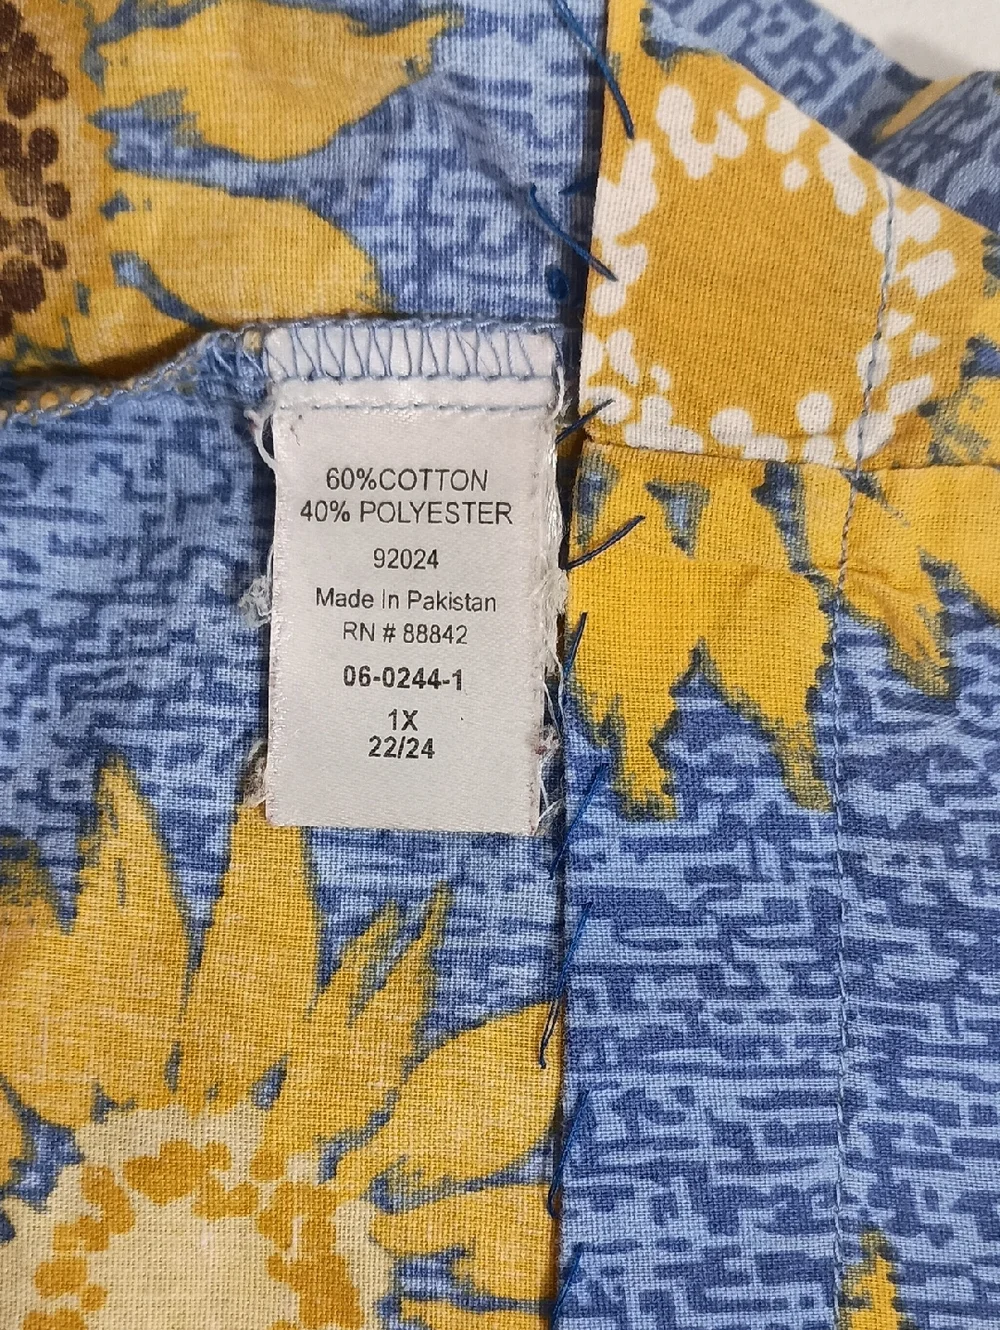 60%COTTON
40% POLYESTER
92024
Made In Pakistan
RN # 88842
06-0244-1
1X
22/24